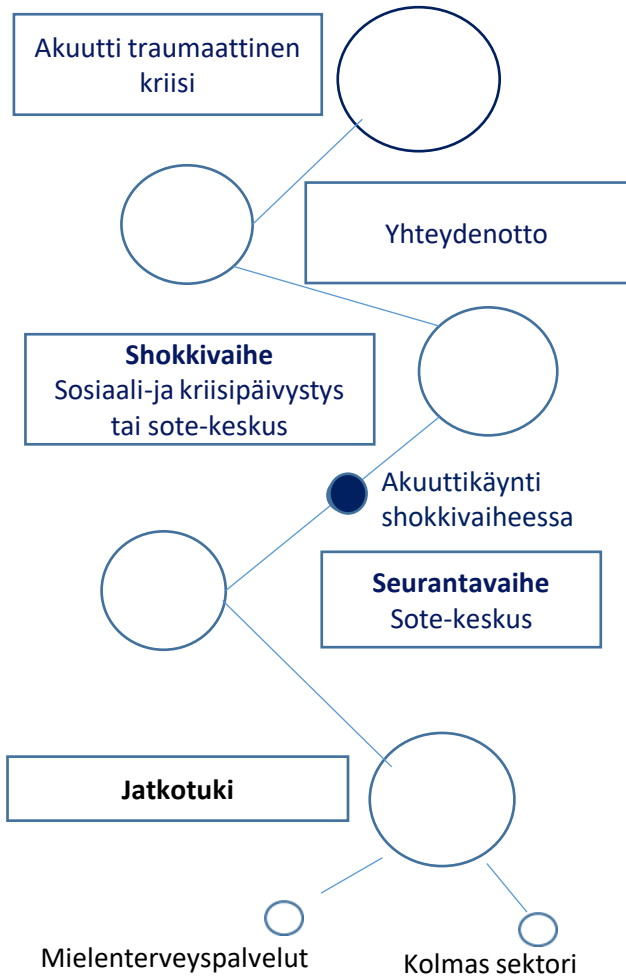 Akuutti traumaattinen
kriisi
Yhteydenotto
Shokkivaihe
Sosiaali-ja kriisipäivystys
tai sote-keskus
Akuuttikäynti
shokkivaiheessa
Seurantavaihe
Sote-keskus
Jatkotuki
Mielenterveyspalvelut
Kolmas sektori